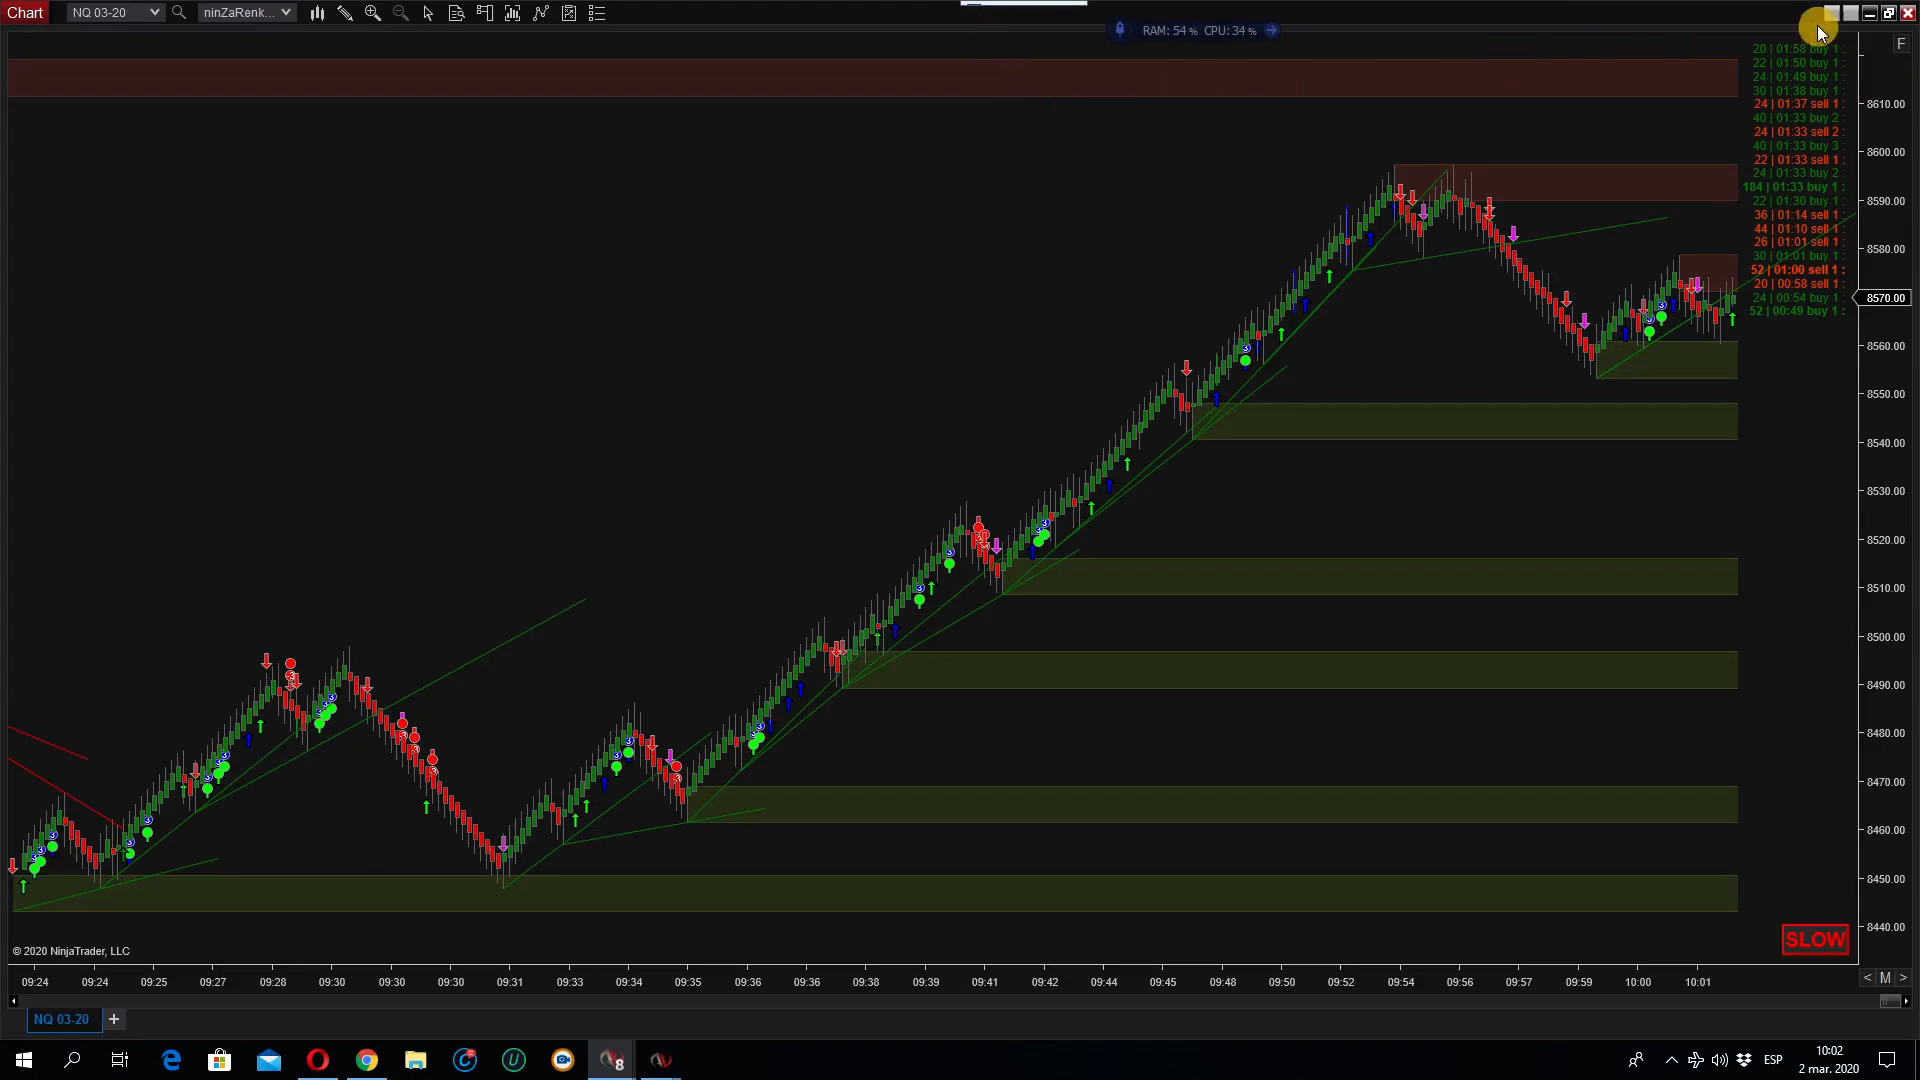 Chart NQ 03-20 ninZaRenk...
RAM: 54 % CPU: 34 %
F
20 | 01:58 buy 1 :
22 | 01:50 buy 1 :
24 | 01:49 buy 1 :
30 | 01:38 buy 1 :
24 | 01:37 sell 1 :
40 | 01:33 buy 2 :
24 | 01:33 sell 2 :
40 | 01:33 buy 3 :
22 | 01:33 sell 1 :
24 | 01:33 buy 2 :
184 | 01:33 buy 1 :
22 | 01:30 buy 1 :
36 | 01:14 sell 1 :
44 | 01:10 sell 1 :
26 | 01:01 sell 1 :
30 | 01:01 buy 1 :
52 | 01:00 sell 1 :
20 | 00:58 sell 1 :
24 | 00:54 buy 1 :
52 | 00:49 buy 1 :
8610.00
8600.00
8590.00
8580.00
8570.00
8560.00
8550.00
8540.00
8530.00
8520.00
8510.00
8500.00
8490.00
8480.00
8470.00
8460.00
8450.00
8440.00
SLOW
© 2020 NinjaTrader, LLC
09:24 09:24 09:25 09:27 09:28 09:30 09:30 09:30 09:31 09:33 09:34 09:35 09:36 09:36 09:38 09:39 09:41 09:42 09:44 09:45 09:48 09:50 09:52 09:54 09:56 09:57 09:59 10:00 10:01
< M >
NQ 03-20 +
8
ESP
10:02
2 mar. 2020